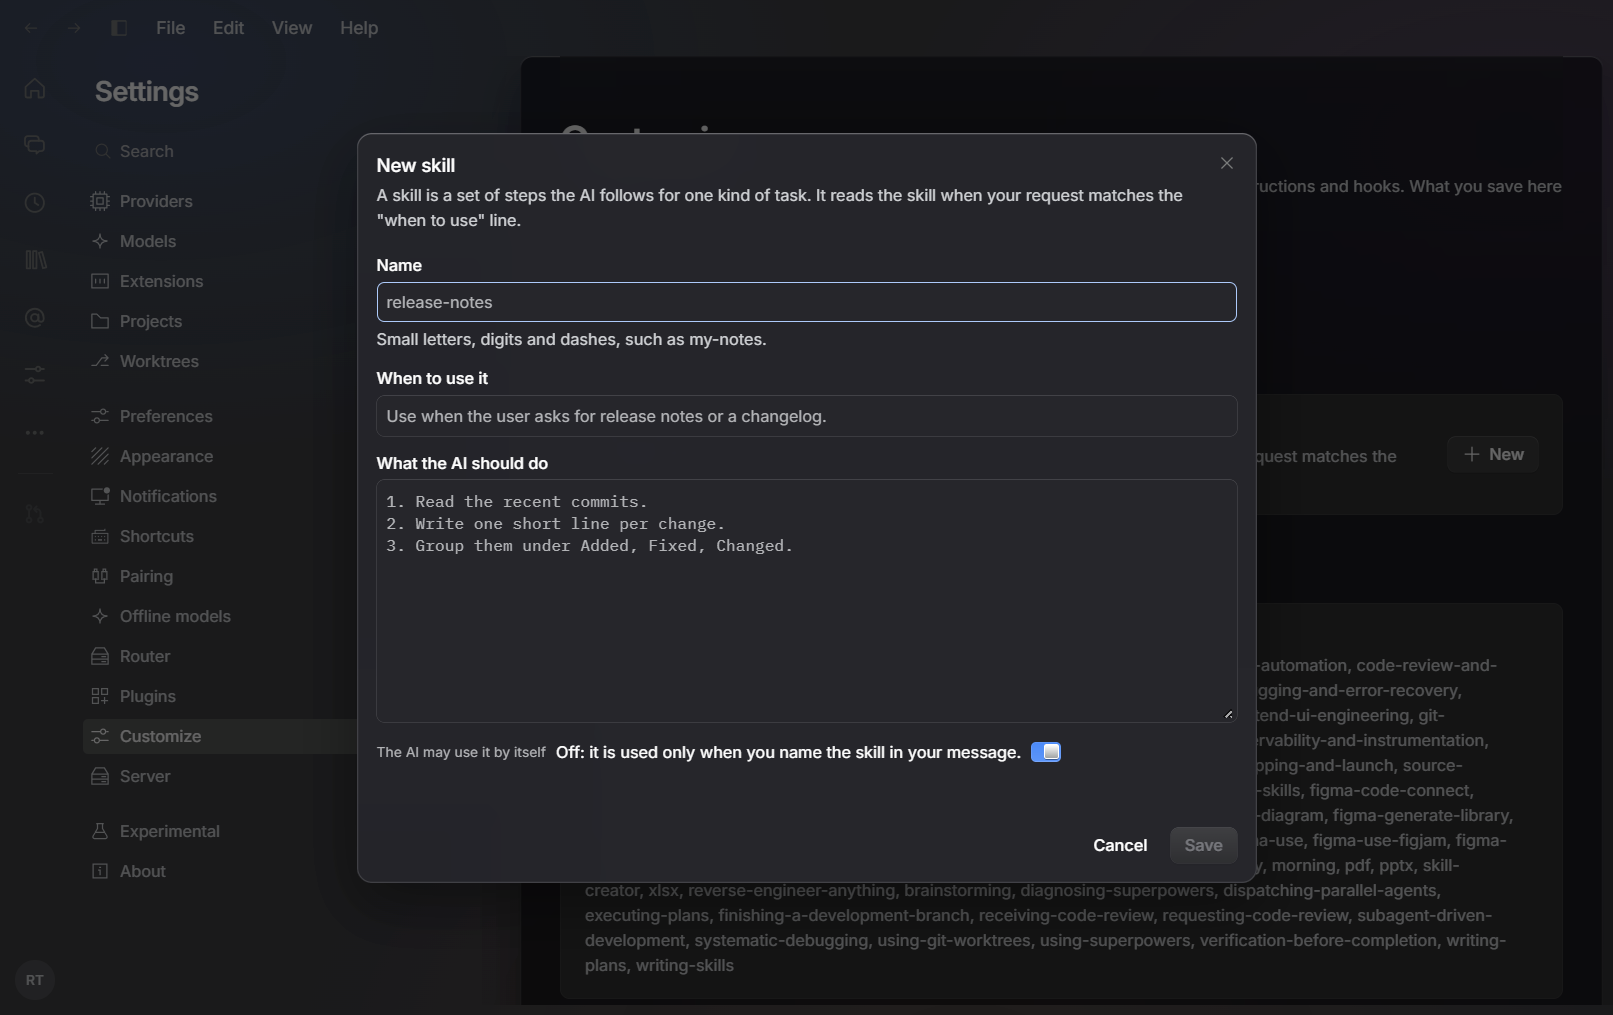 File Edit View Help
Settings
Search
Providers
Models
Extensions
Projects
Worktrees
Preferences
Appearance
Notifications
Shortcuts
Pairing
Offline models
Router
Plugins
Customize
Server
Experimental
About
RT
New skill
A skill is a set of steps the AI follows for one kind of task. It reads the skill when your request matches the
"when to use" line.
Name
release-notes
Small letters, digits and dashes, such as my-notes.
When to use it
Use when the user asks for release notes or a changelog.
What the AI should do
1. Read the recent commits.
2. Write one short line per change.
3. Group them under Added, Fixed, Changed.
The AI may use it by itself Off: it is used only when you name the skill in your message.
Cancel Save
and hooks. What you save here
matches the
New
-automation, code-review-and-
-and-error-recovery,
-ui-engineering, git-
-and-instrumentation,
-and-launch, source-
-skills, figma-code-connect,
-diagram, figma-generate-library,
-use, figma-use-figjam, figma-
morning, pdf, pptx, skill-
creator, xlsx, reverse-engineer-anything, brainstorming, diagnosing-superpowers, dispatching-parallel-agents,
executing-plans, finishing-a-development-branch, receiving-code-review, requesting-code-review, subagent-driven-
development, systematic-debugging, using-git-worktrees, using-superpowers, verification-before-completion, writing-
plans, writing-skills